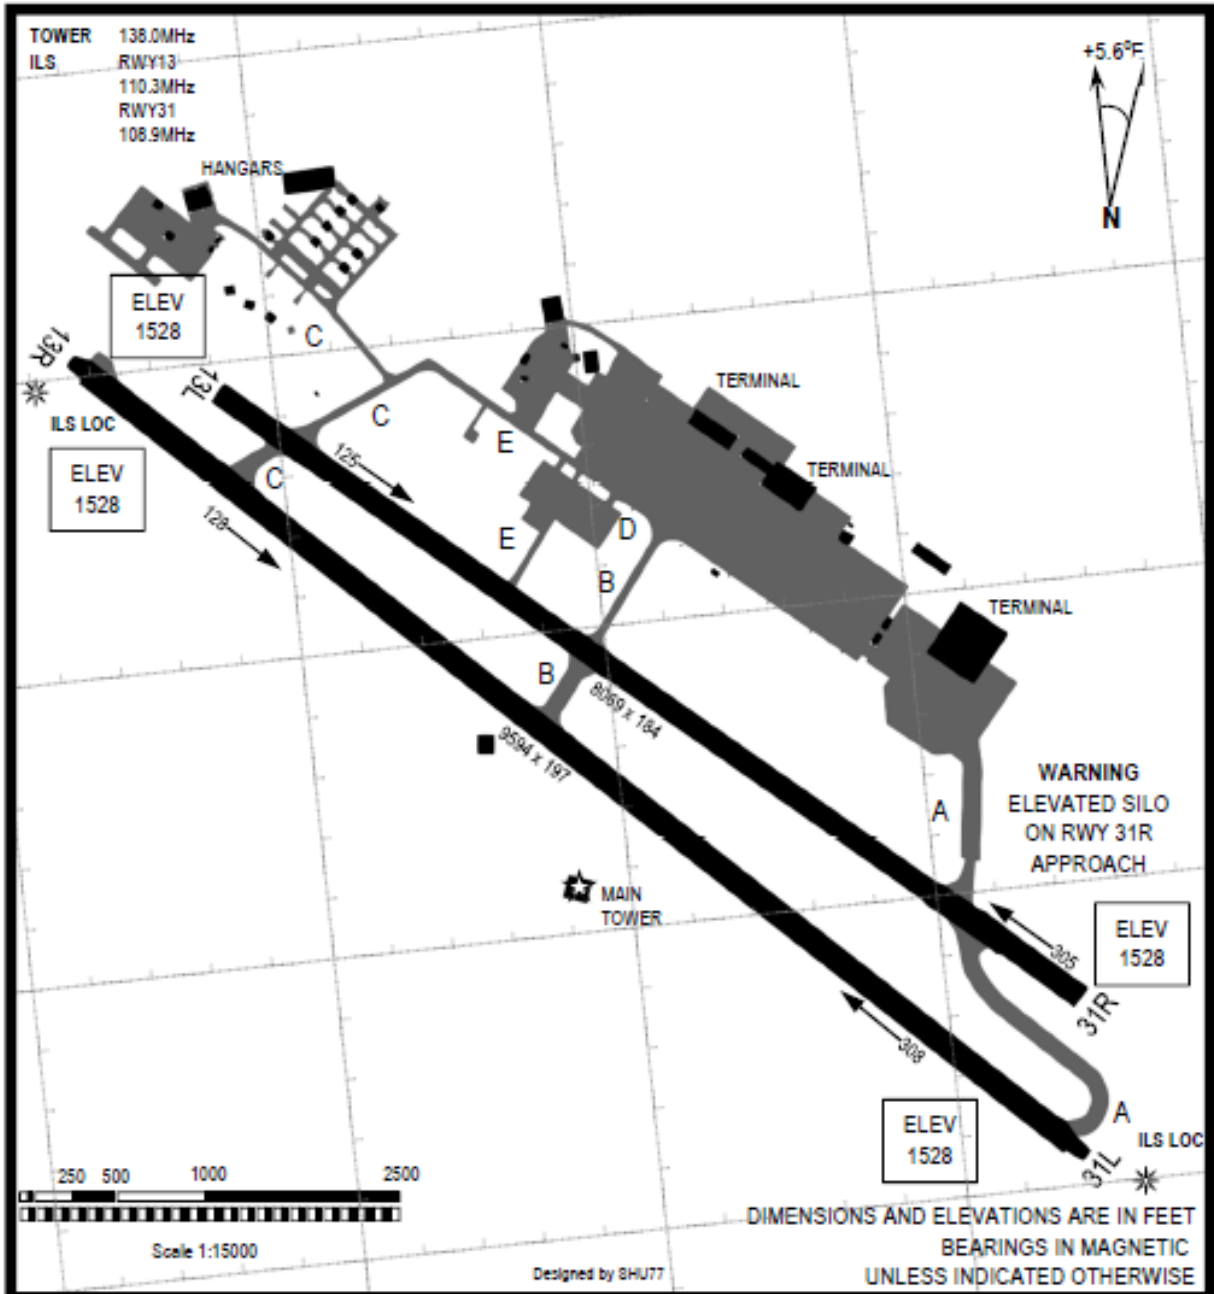 TOWER 138.0MHz
ILS RWY13
110.3MHz
RWY31
108.9MHz
+5.6°E
N
HANGARS
ELEV
1528
13R
13L
ILS LOC
ELEV
1528
C
C
C
125
128
E
E
D
B
B
TERMINAL
TERMINAL
TERMINAL
8069 x 184
9594 x 197
MAIN
TOWER
A
WARNING
ELEVATED SILO
ON RWY 31R
APPROACH
ELEV
1528
305
31R
308
ELEV
1528
A
ILS LOC
31L
250 500 1000 2500
Scale 1:15000
Designed by SHU77
DIMENSIONS AND ELEVATIONS ARE IN FEET
BEARINGS IN MAGNETIC
UNLESS INDICATED OTHERWISE